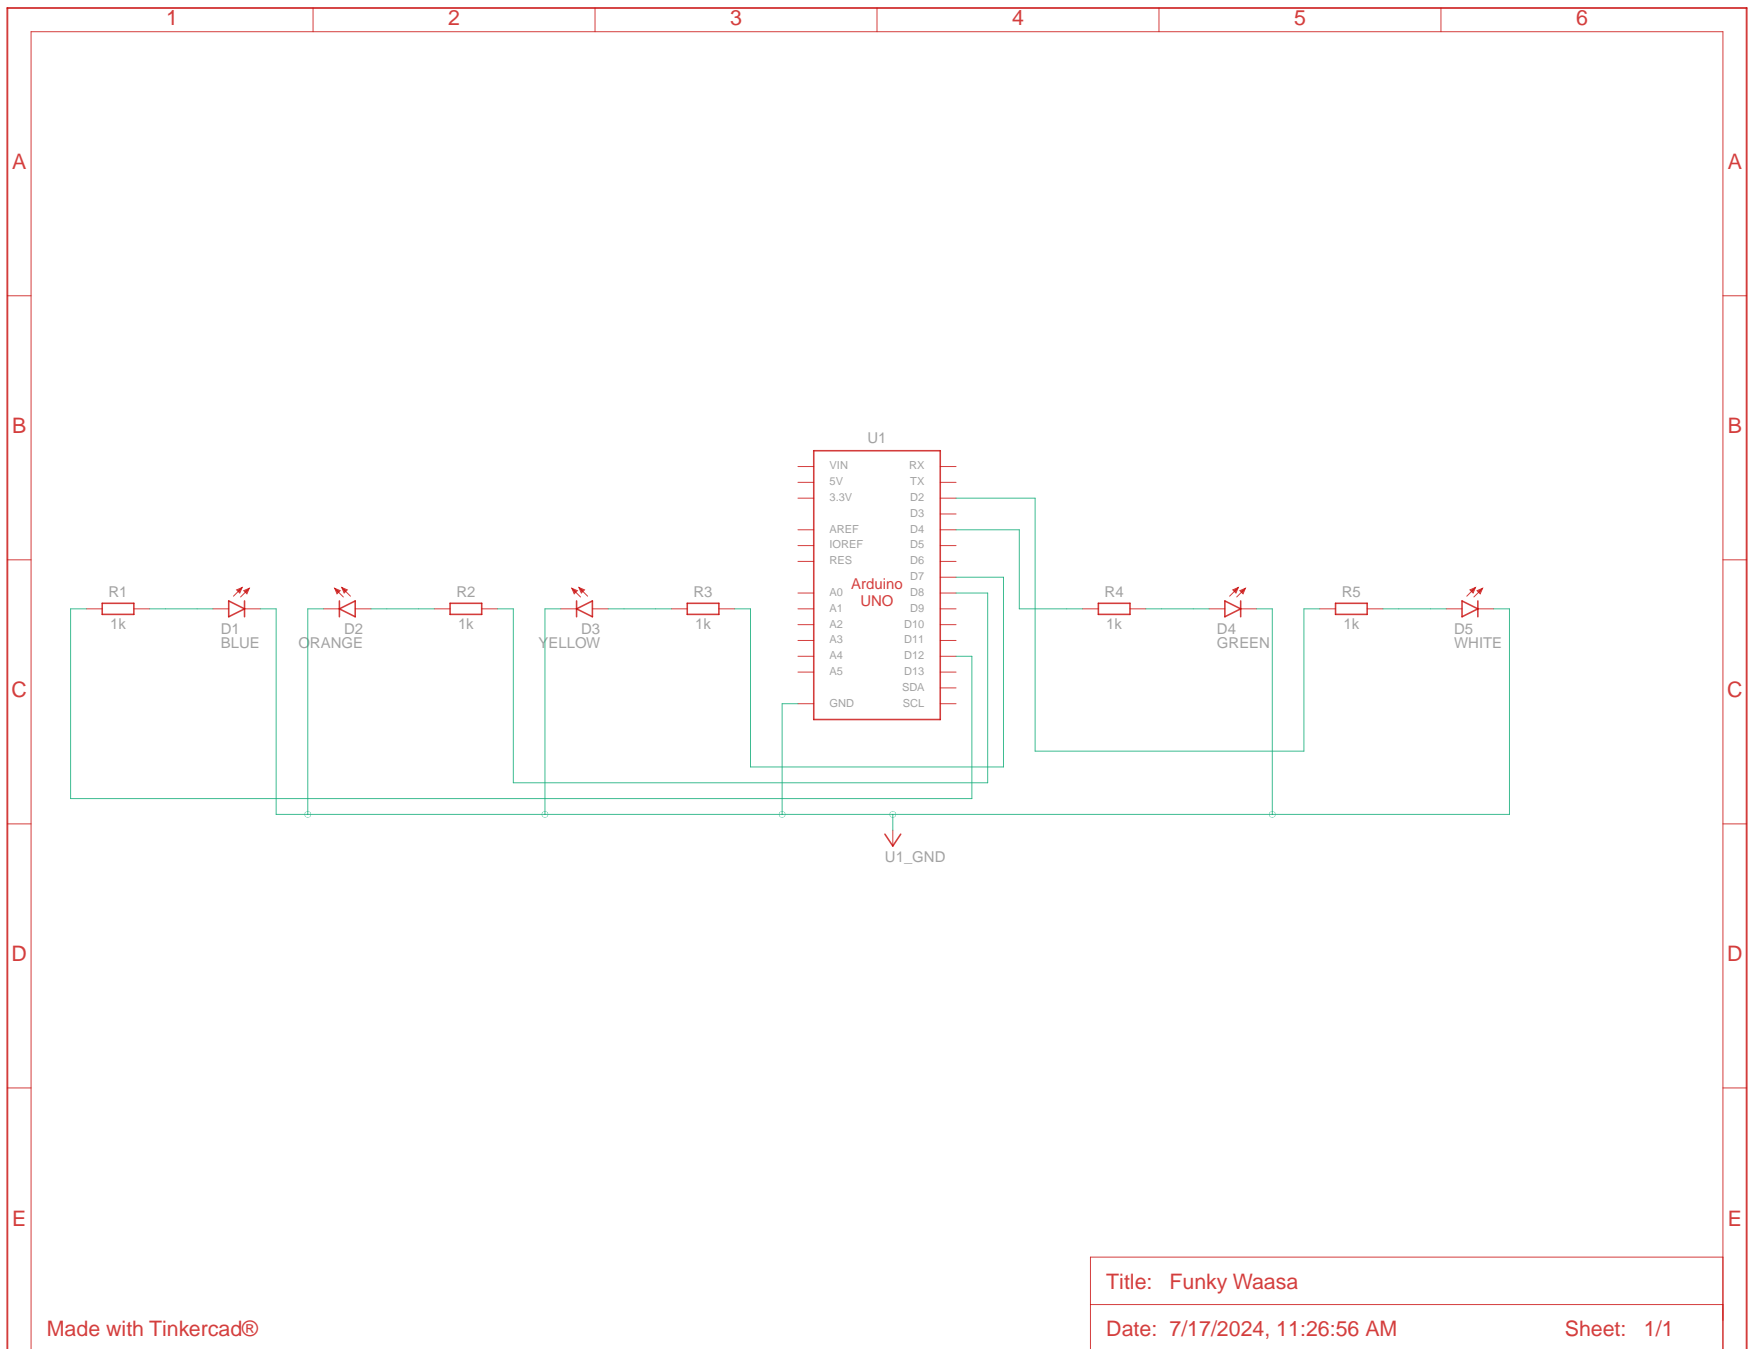 1 2 3 4 5 6
A A
B B
U1
VIN RX
5V TX
3.3V D2
D3
AREF D4
IOREF D5
RES D6
D7
Arduino
UNO
A0 D8
A1 D9
A2 D10
A3 D11
A4 D12
A5 D13
SDA
GND SCL
R1
1k
D1
BLUE
D2
ORANGE
R2
1k
D3
YELLOW
R3
1k
R4
1k
D4
GREEN
R5
1k
D5
WHITE
C C
U1_GND
D D
E E
Title: Funky Waasa
Made with Tinkercad®
Date: 7/17/2024, 11:26:56 AM Sheet: 1/1